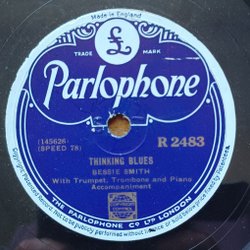 Made in England
£
TRADE MARK
Parlophone
(145626)
(SPEED 78)
R 2483
THINKING BLUES
BESSIE SMITH
With Trumpet, Trombone and Piano
Accompaniment
THE PARLOPHONE CO LTD LONDON